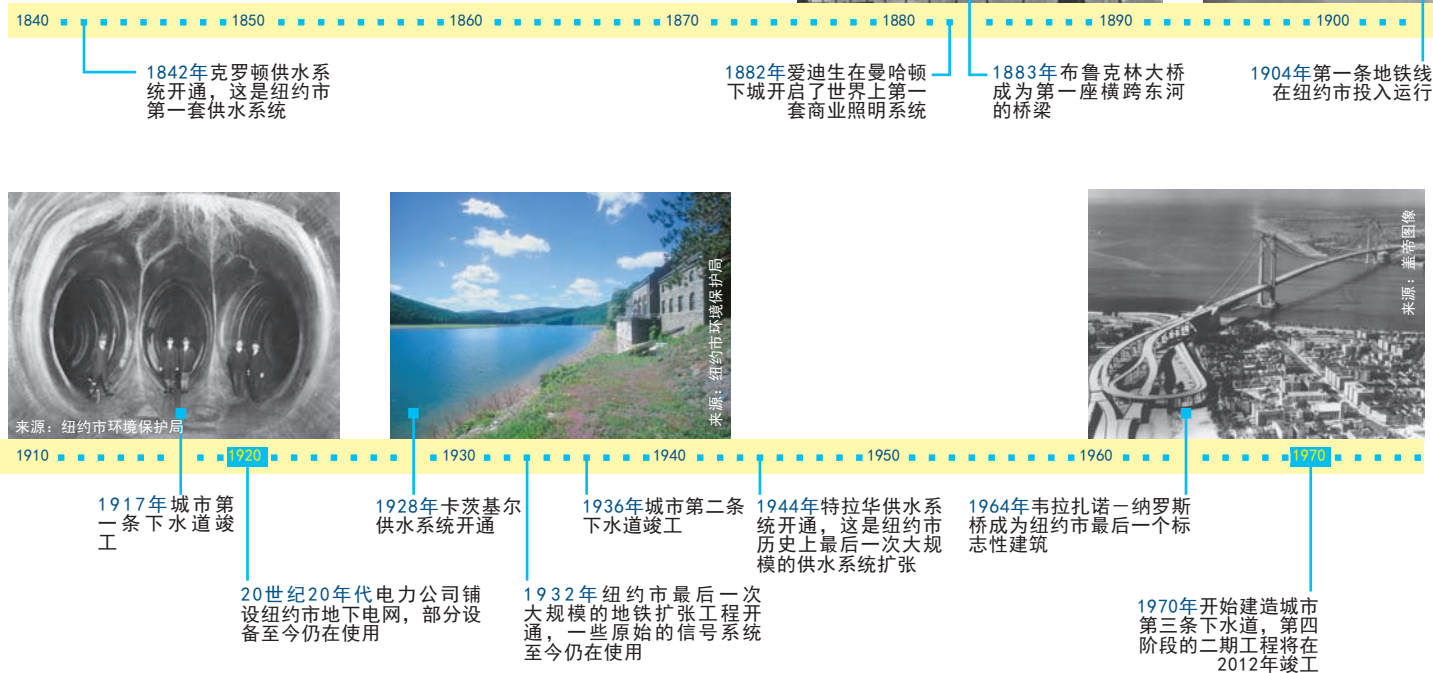 1840 1850 1860 1870 1880 1890 1900
1842年克罗顿供水系
统开通，这是纽约市
第一套供水系统
1882年爱迪生在曼哈顿
下城开启了世界上第一
套商业照明系统
1883年布鲁克林大桥
成为第一座横跨东河
的桥梁
1904年第一条地铁线
在纽约市投入运行
来源：纽约市环境保护局
来源：纽约市环境保护局
来源：盖帝图像
1910 1920 1930 1940 1950 1960 1970
1917年城市第
一条下水道竣
工
20世纪20年代电力公司铺
设纽约市地下电网，部分设
备至今仍在使用
1928年卡茨基尔
供水系统开通
1932年纽约市最后一次
大规模的地铁扩张工程开
通，一些原始的信号系统
至今仍在使用
1936年城市第二条
下水道竣工
1944年特拉华供水系
统开通，这是纽约市
历史上最后一次大规
模的供水系统扩张
1964年韦拉扎诺－纳罗斯
桥成为纽约市最后一个标
志性建筑
1970年开始建造城市
第三条下水道，第四
阶段的二期工程将在
2012年竣工